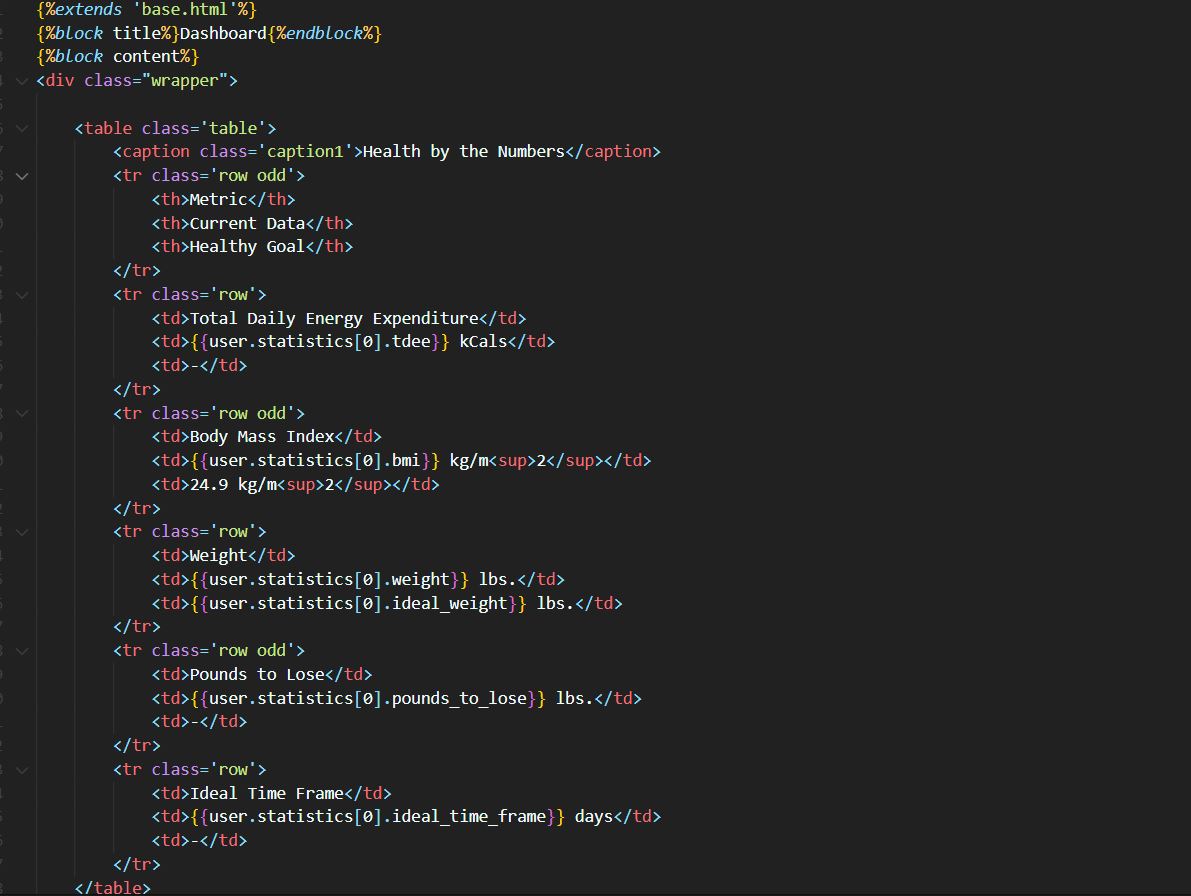 {%extends 'base.html'%}
{%block title%}Dashboard{%endblock%}
{%block content%}
<div class="wrapper">
<table class='table'>
<caption class='caption1'>Health by the Numbers</caption>
<tr class='row odd'>
<th>Metric</th>
<th>Current Data</th>
<th>Healthy Goal</th>
</tr>
<tr class='row'>
<td>Total Daily Energy Expenditure</td>
<td>{{user.statistics[0].tdee}} kCals</td>
<td>-</td>
</tr>
<tr class='row odd'>
<td>Body Mass Index</td>
<td>{{user.statistics[0].bmi}} kg/m<sup>2</sup></td>
<td>24.9 kg/m<sup>2</sup></td>
</tr>
<tr class='row'>
<td>Weight</td>
<td>{{user.statistics[0].weight}} lbs.</td>
<td>{{user.statistics[0].ideal_weight}} lbs.</td>
</tr>
<tr class='row odd'>
<td>Pounds to Lose</td>
<td>{{user.statistics[0].pounds_to_lose}} lbs.</td>
<td>-</td>
</tr>
<tr class='row'>
<td>Ideal Time Frame</td>
<td>{{user.statistics[0].ideal_time_frame}} days</td>
<td>-</td>
</tr>
</table>